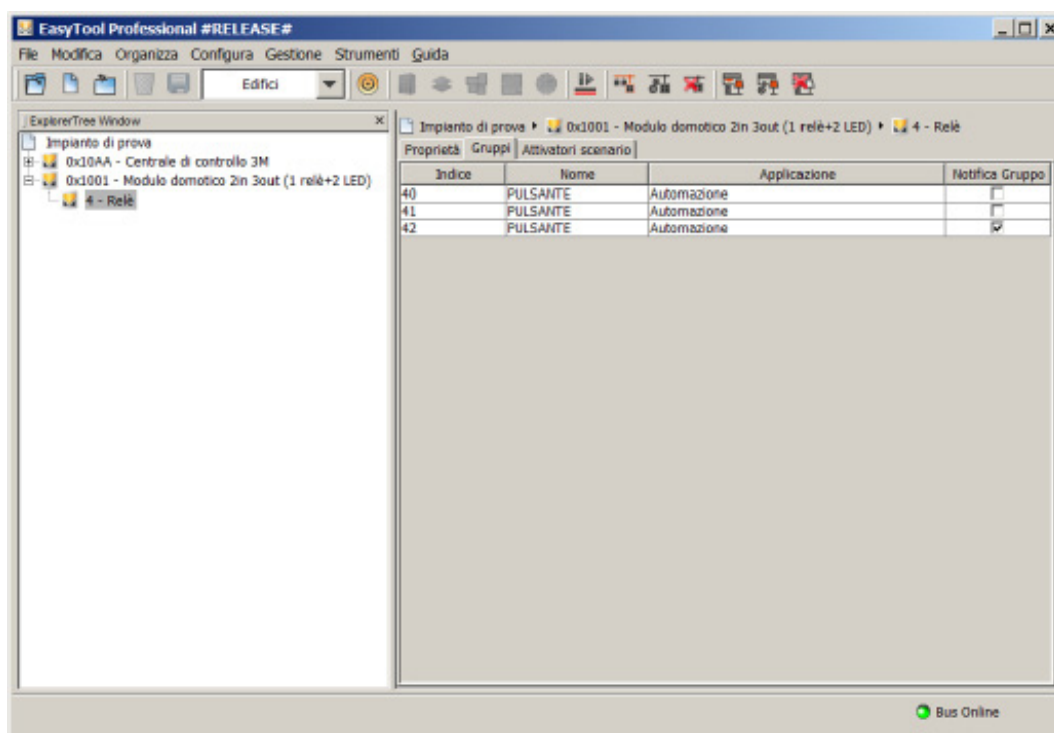 EasyTool Professional #RELEASE#
File Modifica Organizza Configura Gestione Strumenti Guida
Edifici
ExplorerTree Window
Impianto di prova
0x10AA - Centrale di controllo 3M
0x1001 - Modulo domotico 2in 3out (1 relè+2 LED)
4 - Relè
Impianto di prova 0x1001 - Modulo domotico 2in 3out (1 relè+2 LED) 4 - Relè
Proprietà Gruppi Attivatori scenario
Indice Nome Applicazione Notifica Gruppo
40 PULSANTE Automazione
41 PULSANTE Automazione
42 PULSANTE Automazione
Bus Online